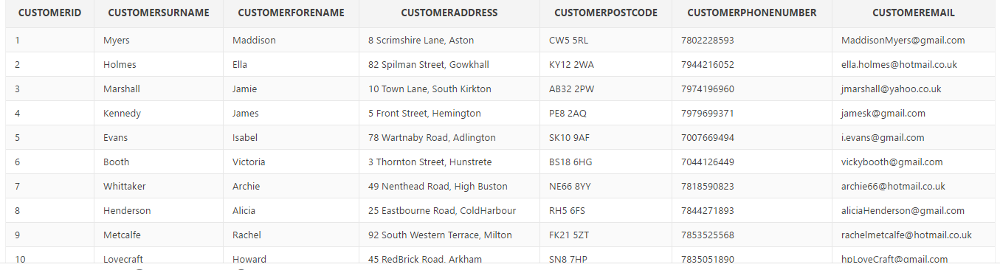 CUSTOMERID CUSTOMERSURNAME CUSTOMERFORENAME CUSTOMERADDRESS CUSTOMERPOSTCODE CUSTOMERPHONENUMBER CUSTOMEREMAIL
1 Myers Maddison 8 Scrimshire Lane, Aston CW5 5RL 7802228593 MaddisonMyers@gmail.com
2 Holmes Ella 82 Spilman Street, Gowkhall KY12 2WA 7944216052 ella.holmes@hotmail.co.uk
3 Marshall Jamie 10 Town Lane, South Kirkton AB32 2PW 7974196960 jmarshall@yahoo.co.uk
4 Kennedy James 5 Front Street, Hemington PE8 2AQ 7979699371 jamesk@gmail.com
5 Evans Isabel 78 Wartnaby Road, Adlington SK10 9AF 7007669494 i.evans@gmail.com
6 Booth Victoria 3 Thornton Street, Hunstrete BS18 6HG 7044126449 vickybooth@gmail.com
7 Whittaker Archie 49 Nenthead Road, High Buston NE66 8YY 7818590823 archie66@hotmail.co.uk
8 Henderson Alicia 25 Eastbourne Road, ColdHarbour RH5 6FS 7844271893 aliciaHenderson@gmail.com
9 Metcalfe Rachel 92 South Western Terrace, Milton FK21 5ZT 7853525568 rachelmetcalfe@hotmail.co.uk
10 Lovecraft Howard 45 RedBrick Road, Arkham SN8 7HP 7835051890 hpLoveCraft@gmail.com